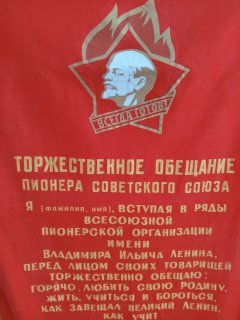 ВСЕГДА ГОТОВ!
ТОРЖЕСТВЕННОЕ ОБЕЩАНИЕ
ПИОНЕРА СОВЕТСКОГО СОЮЗА
Я (ФАМИЛИЯ, ИМЯ), ВСТУПАЯ В РЯДЫ
ВСЕСОЮЗНОЙ
ПИОНЕРСКОЙ ОРГАНИЗАЦИИ
ИМЕНИ
ВЛАДИМИРА ИЛЬИЧА ЛЕНИНА,
ПЕРЕД ЛИЦОМ СВОИХ ТОВАРИЩЕЙ
ТОРЖЕСТВЕННО ОБЕЩАЮ:
ГОРЯЧО ЛЮБИТЬ СВОЮ РОДИНУ,
ЖИТЬ, УЧИТЬСЯ И БОРОТЬСЯ,
КАК ЗАВЕЩАЛ ВЕЛИКИЙ ЛЕНИН,
КАК УЧИТ